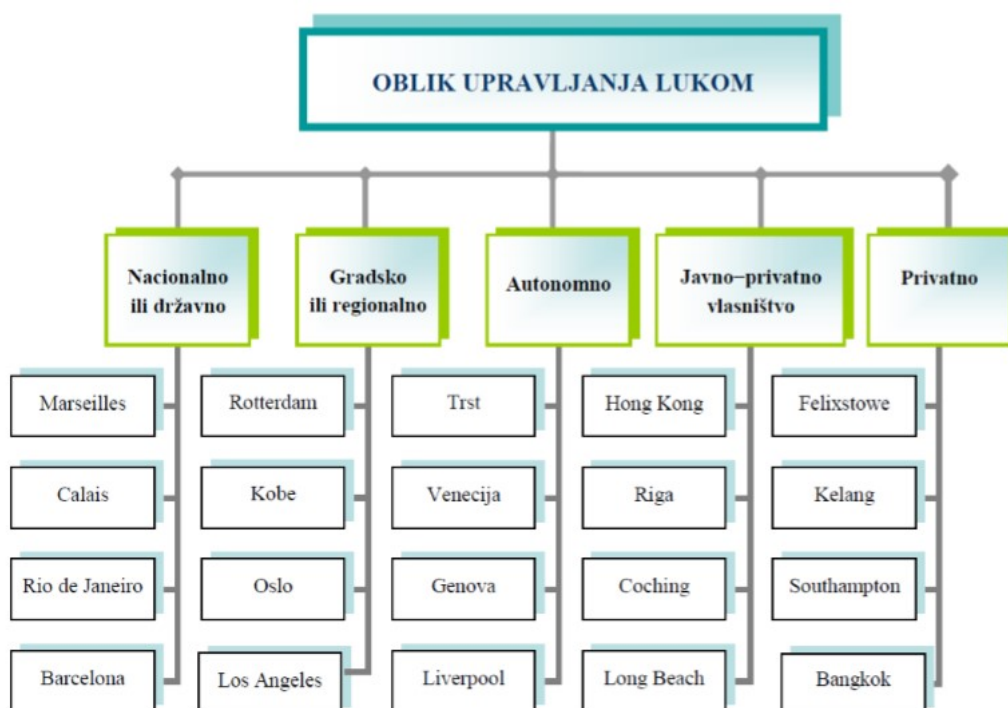 OBLIK UPRAVLJANJA LUKOM
Nacionalno
ili državno
Gradsko
ili regionalno
Autonomno
Javno–privatno
vlasništvo
Privatno
Marseilles
Rotterdam
Trst
Hong Kong
Felixstowe
Calais
Kobe
Venecija
Riga
Kelang
Rio de Janeiro
Oslo
Genova
Coching
Southampton
Barcelona
Los Angeles
Liverpool
Long Beach
Bangkok